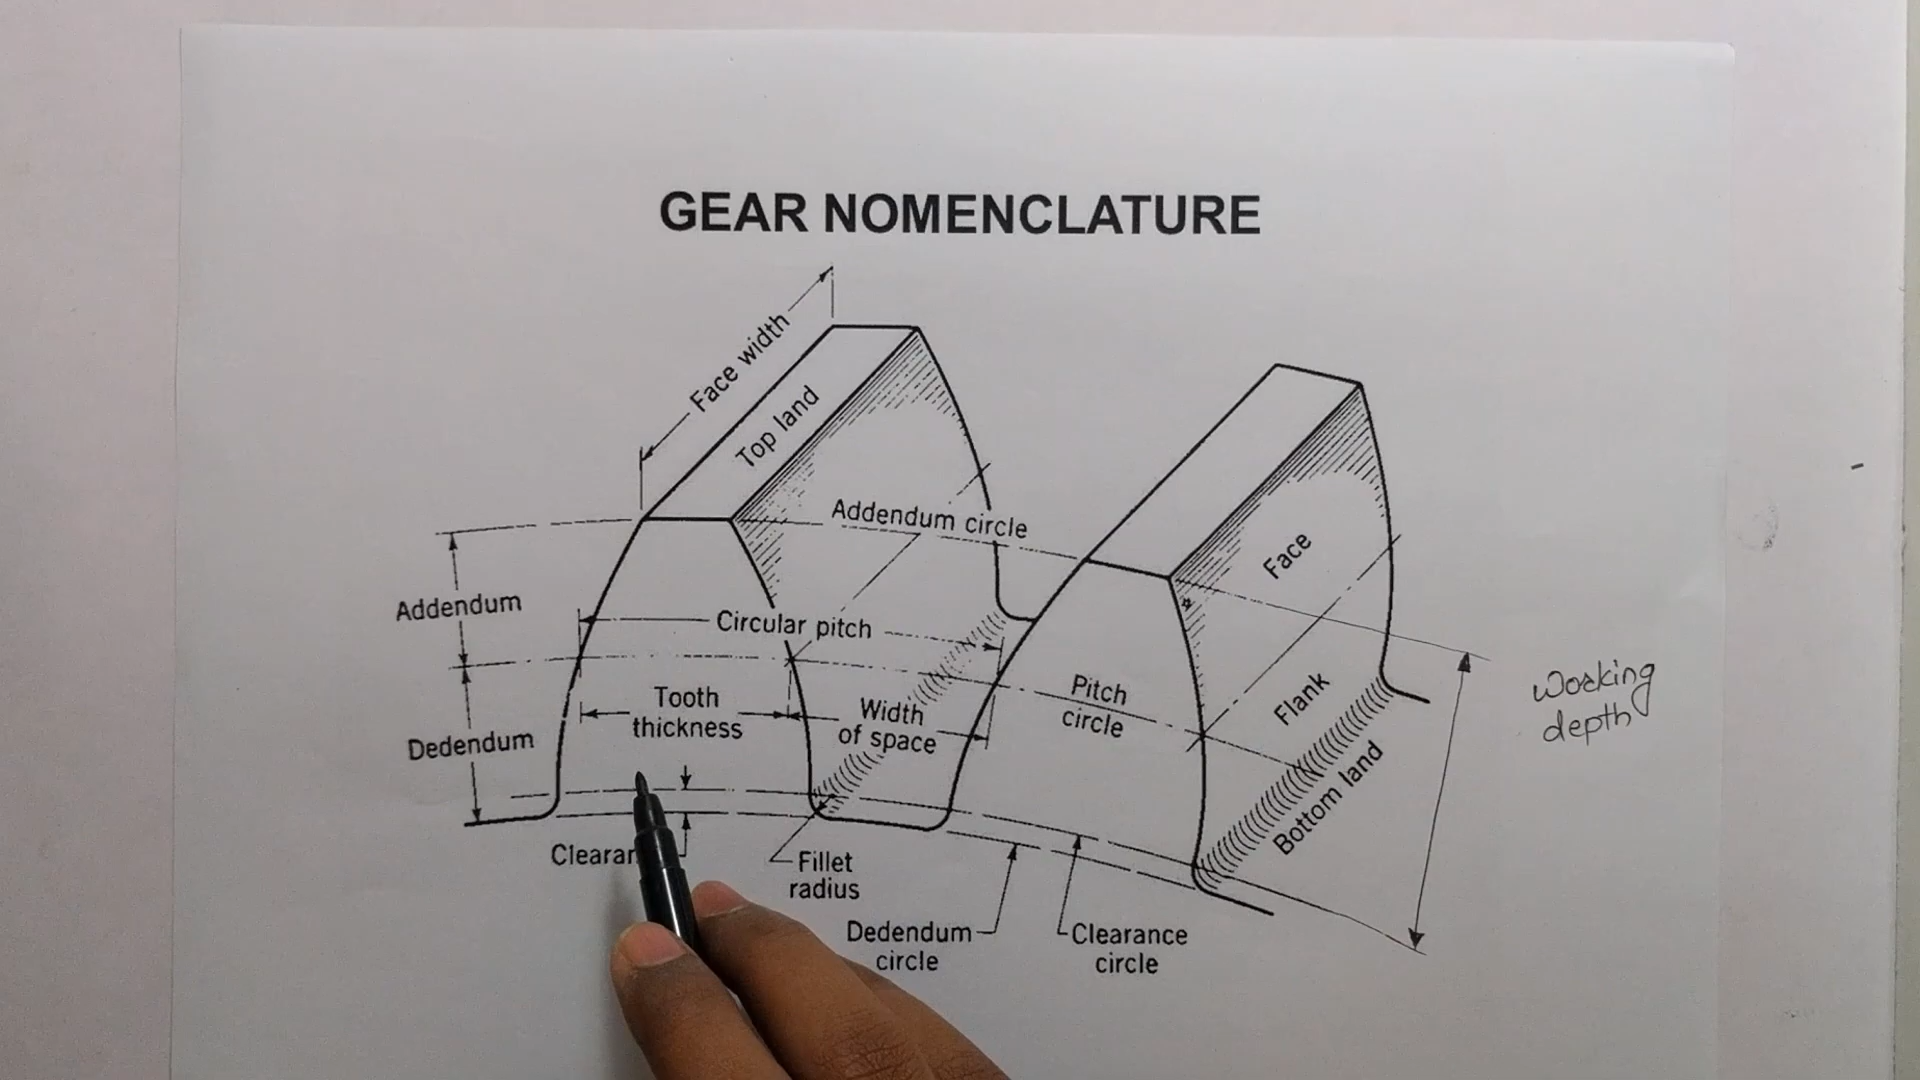 GEAR NOMENCLATURE
Face width
Top land
Addendum circle
Face
Addendum
Circular pitch
Tooth
thickness
Width
of space
Pitch
circle
Flank
Working
depth
Dedendum
Bottom land
Clearan
Fillet
radius
Dedendum
circle
Clearance
circle